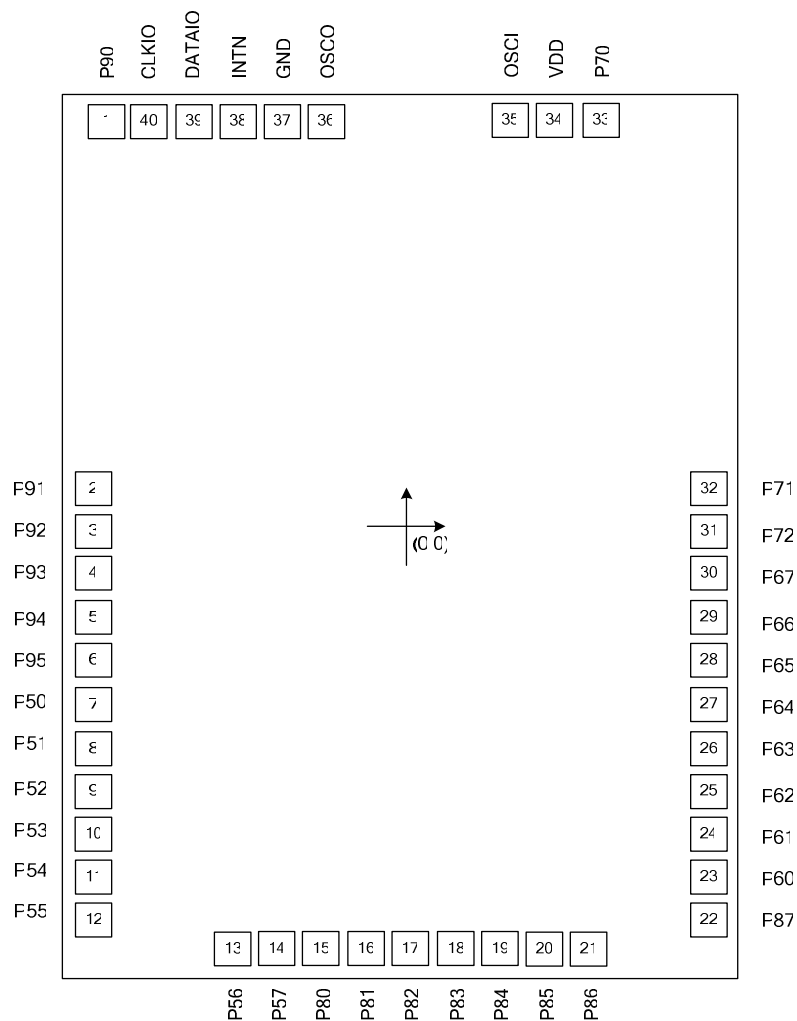 P90 CLKIO DATAIO INTN GND OSCO OSCI VDD P70
1 40 39 38 37 36 35 34 33
F91 2 32 F71
F92 3 31 F72
(0 0)
F93 4 30 F67
F94 5 29 F66
F95 6 28 F65
F50 7 27 F64
F51 8 26 F63
F52 9 25 F62
F53 10 24 F61
F54 11 23 F60
F55 12 22 F87
13 14 15 16 17 18 19 20 21
P56 P57 P80 P81 P82 P83 P84 P85 P86